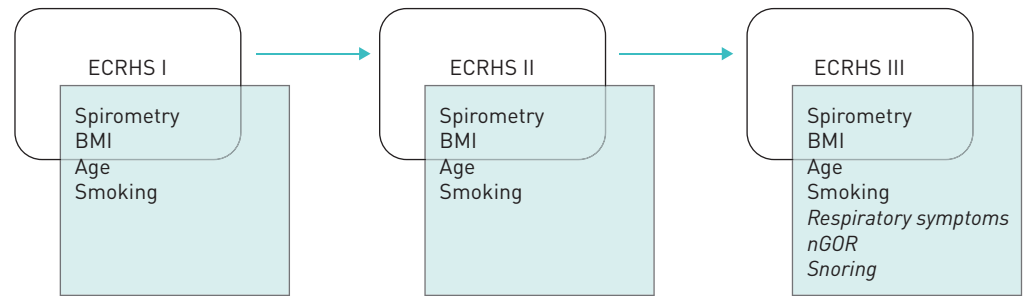 ECRHS I
Spirometry
BMI
Age
Smoking
ECRHS II
Spirometry
BMI
Age
Smoking
ECRHS III
Spirometry
BMI
Age
Smoking
Respiratory symptoms
nGOR
Snoring